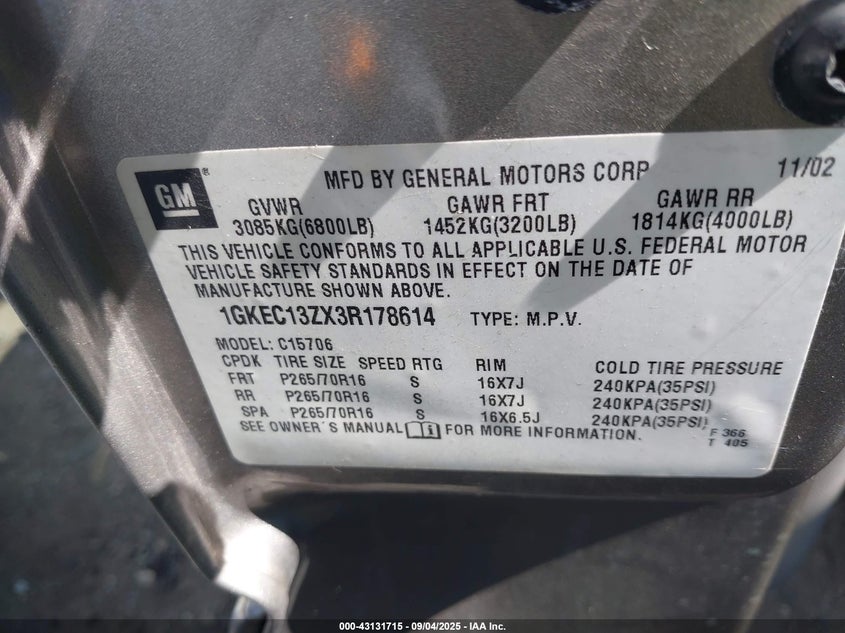 GM ®
MFD BY GENERAL MOTORS CORP 11/02
GVWR GAWR FRT GAWR RR
3085KG(6800LB) 1452KG(3200LB) 1814KG(4000LB)
THIS VEHICLE CONFORMS TO ALL APPLICABLE U.S. FEDERAL MOTOR
VEHICLE SAFETY STANDARDS IN EFFECT ON THE DATE OF
MANUFACTURE SHOWN ABOVE.
1GKEC13ZX3R178614 TYPE: M.P.V.
MODEL: C15706
CPDK TIRE SIZE SPEED RTG RIM COLD TIRE PRESSURE
FRT P265/70R16 S 16X7J 240KPA(35PSI)
RR P265/70R16 S 16X7J 240KPA(35PSI)
SPA P265/70R16 S 16X6.5J 240KPA(35PSI)
SEE OWNER'S MANUAL FOR MORE INFORMATION.
F 366
T 405
000-43131715 - 09/04/2025 - IAA Inc.